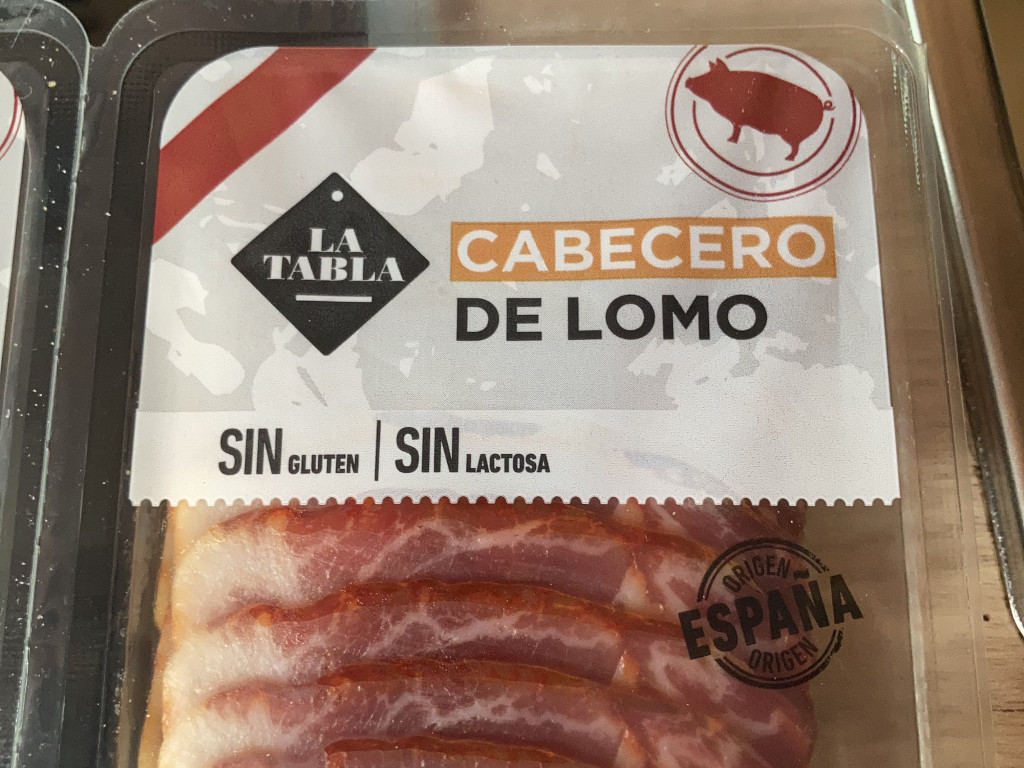 LA
TABLA
CABECERO
DE LOMO
SIN GLUTEN | SIN LACTOSA
ORIGEN
ESPAÑA
ORIGEN